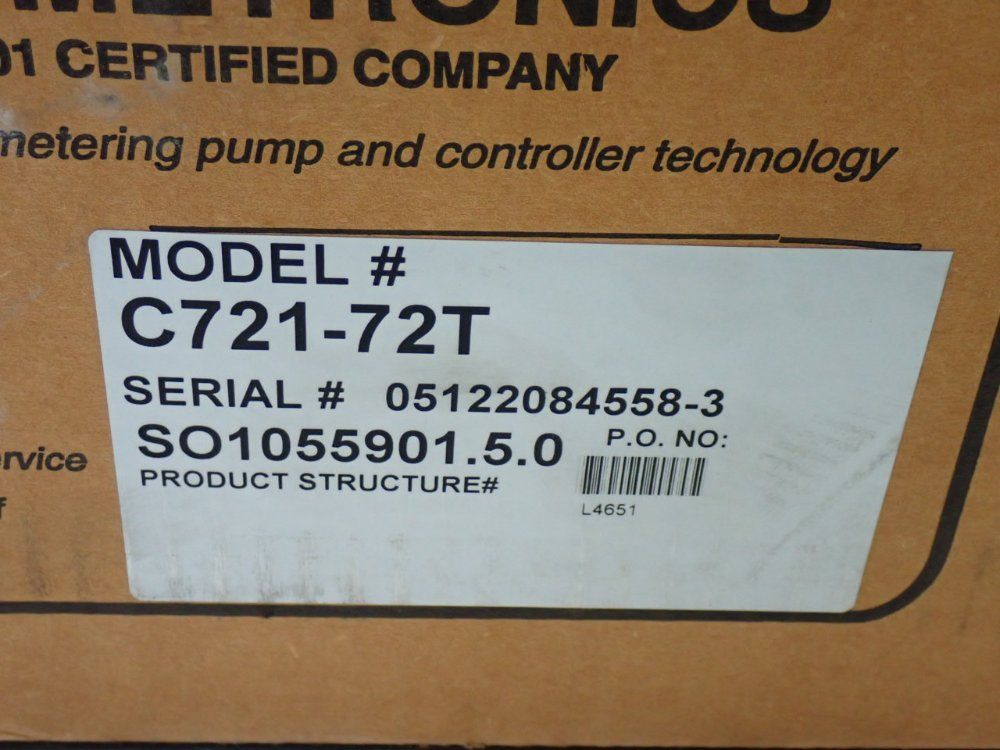 METRONICS
01 CERTIFIED COMPANY
metering pump and controller technology
MODEL #
C721-72T
SERIAL # 05122084558-3
SO1055901.5.0
P.O. NO:
PRODUCT STRUCTURE#
L4651
ervice
f